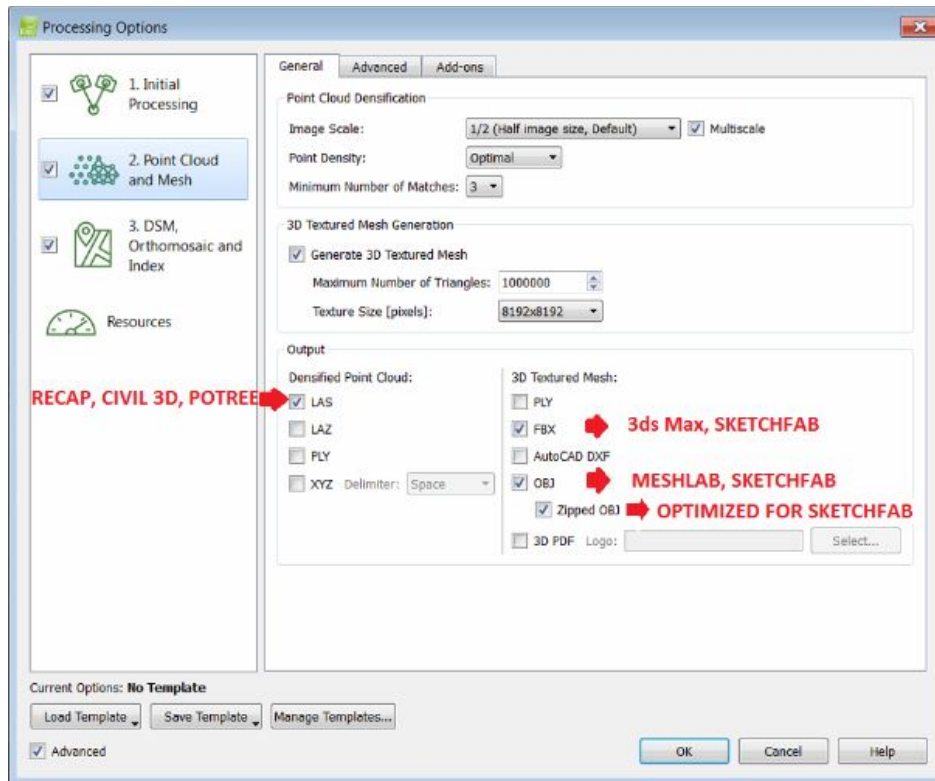 Processing Options
1. Initial
Processing
2. Point Cloud
and Mesh
3. DSM,
Orthomosaic and
Index
Resources
General Advanced Add-ons
Point Cloud Densification
Image Scale: 1/2 (Half image size, Default) Multiscale
Point Density: Optimal
Minimum Number of Matches: 3
3D Textured Mesh Generation
Generate 3D Textured Mesh
Maximum Number of Triangles: 1000000
Texture Size [pixels]: 8192x8192
Output
Densified Point Cloud: 3D Textured Mesh:
RECAP, CIVIL 3D, POTREE LAS PLY
LAZ FBX 3ds Max, SKETCHFAB
PLY AutoCAD DXF
XYZ Delimiter: Space OBJ MESHLAB, SKETCHFAB
Zipped OBJ OPTIMIZED FOR SKETCHFAB
3D PDF Logo: Select...
Current Options: No Template
Load Template Save Template Manage Templates...
Advanced OK Cancel Help